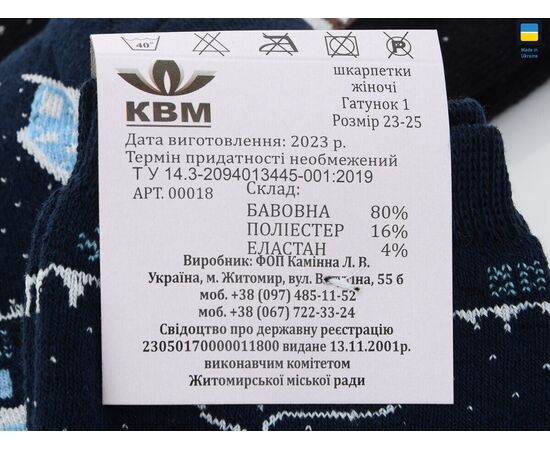 Made in
Ukraine
40°
P
шкарпетки
жіночі
Гатунок 1
Розмір 23-25
КВМ
Дата виготовлення: 2023 р.
Термін придатності необмежений
Т У 14.3-2094013445-001:2019
АРТ. 00018
Склад:
БАВОВНА 80%
ПОЛІЕСТЕР 16%
ЕЛАСТАН 4%
Виробник: ФОП Камінна Л. В.
Україна, м. Житомир, вул. 55 б
моб. +38 (097) 485-11-52
моб. +38 (067) 722-33-24
Свідоцтво про державну реєстрацію
23050170000011800 видане 13.11.2001р.
виконавчим комітетом
Житомирської міської ради